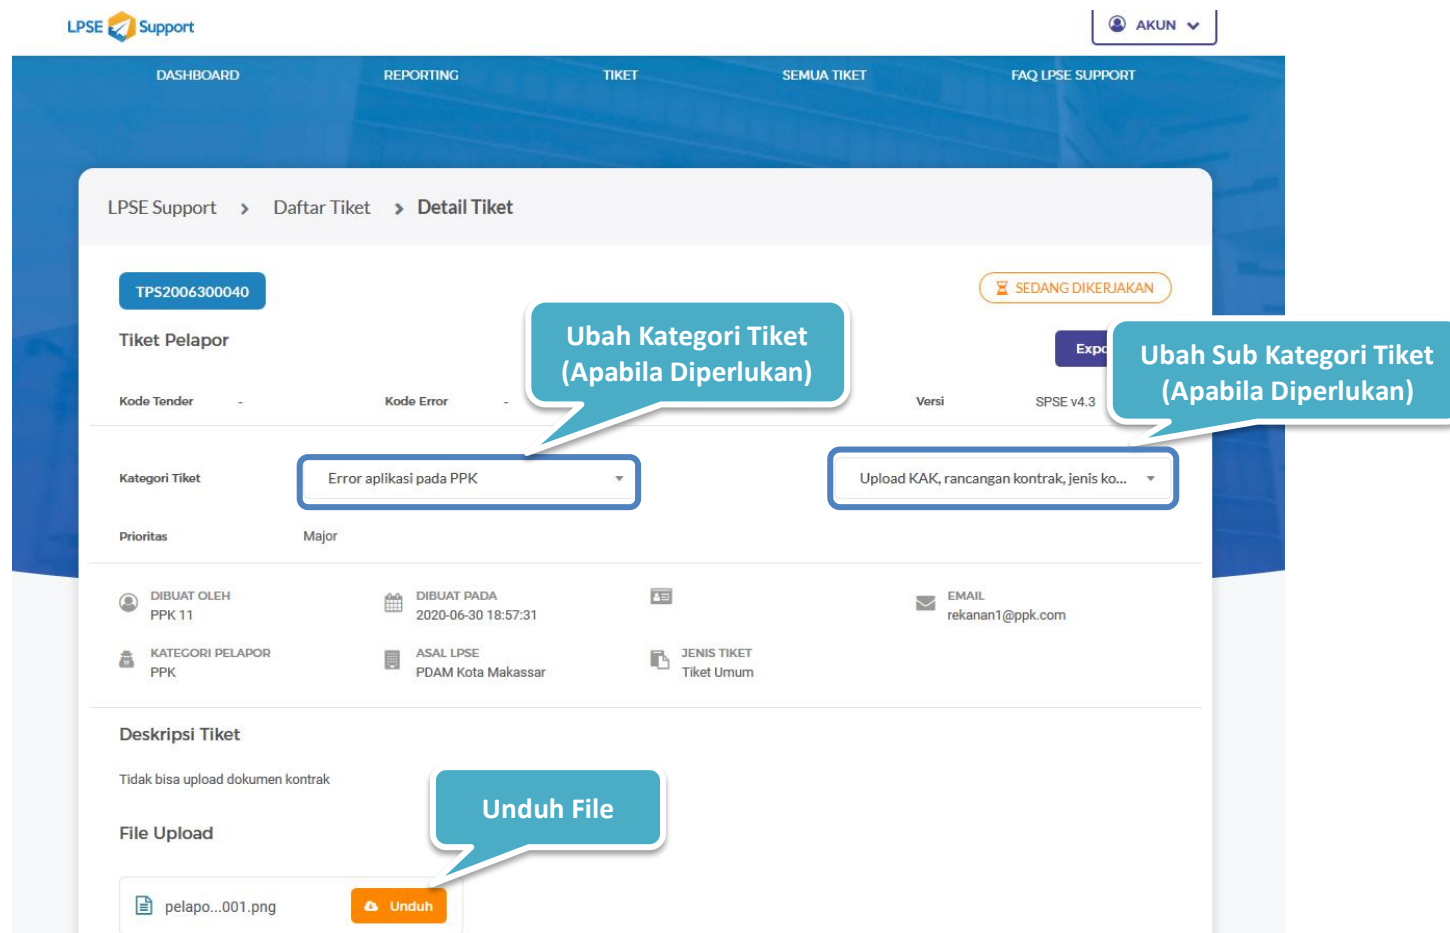 LPSE Support
AKUN
DASHBOARD REPORTING TIKET SEMUA TIKET FAQ LPSE SUPPORT
LPSE Support > Daftar Tiket > Detail Tiket
TPS2006300040
SEDANG DIKERJAKAN
Tiket Pelapor
Ubah Kategori Tiket
(Apabila Diperlukan)
Ubah Sub Kategori Tiket
(Apabila Diperlukan)
Kode Tender - Kode Error - Versi SPSE v4.3
Kategori Tiket Error aplikasi pada PPK Upload KAK, rancangan kontrak, jenis ko...
Prioritas Major
DIBUAT OLEH
PPK 11
DIBUAT PADA
2020-06-30 18:57:31
EMAIL
rekanan1@ppk.com
KATEGORI PELAPOR
PPK
ASAL LPSE
PDAM Kota Makassar
JENIS TIKET
Tiket Umum
Deskripsi Tiket
Tidak bisa upload dokumen kontrak
Unduh File
File Upload
pelapo...001.png Unduh